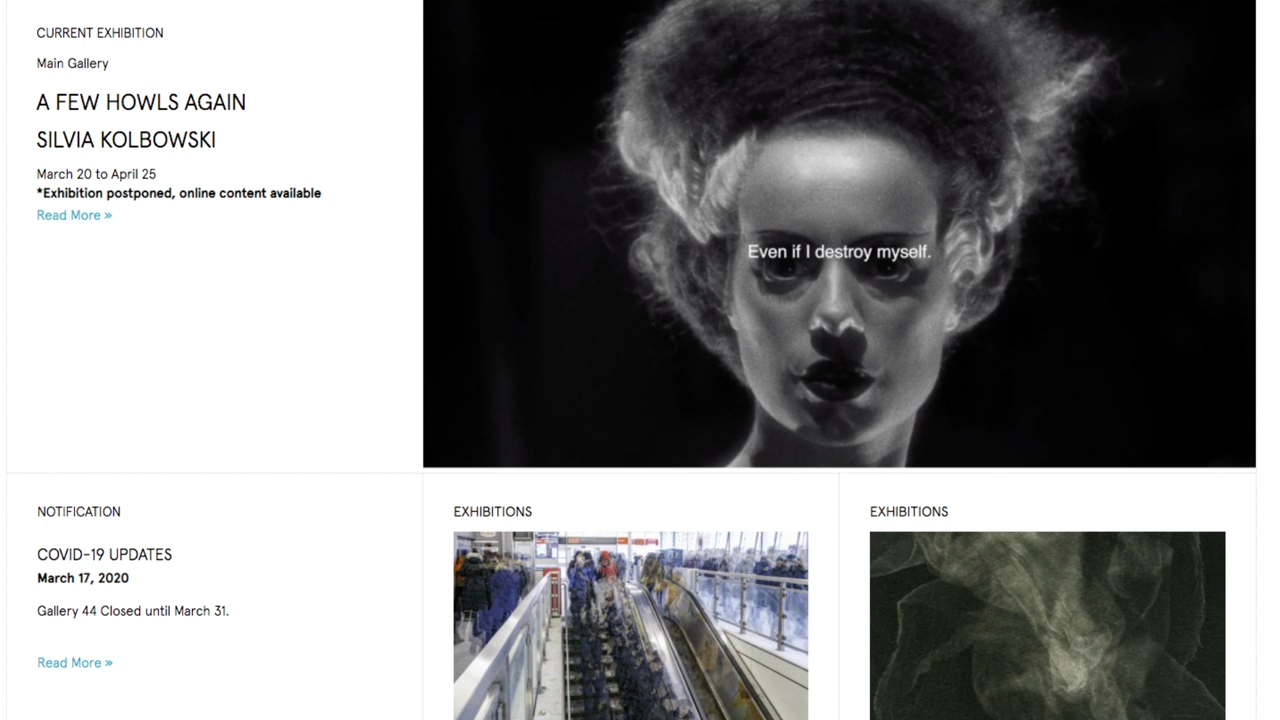 CURRENT EXHIBITION
Main Gallery
A FEW HOWLS AGAIN
SILVIA KOLBOWSKI
March 20 to April 25
*Exhibition postponed, online content available
Read More »
Even if I destroy myself.
NOTIFICATION
COVID-19 UPDATES
March 17, 2020
Gallery 44 Closed until March 31.
Read More »
EXHIBITIONS
EXHIBITIONS